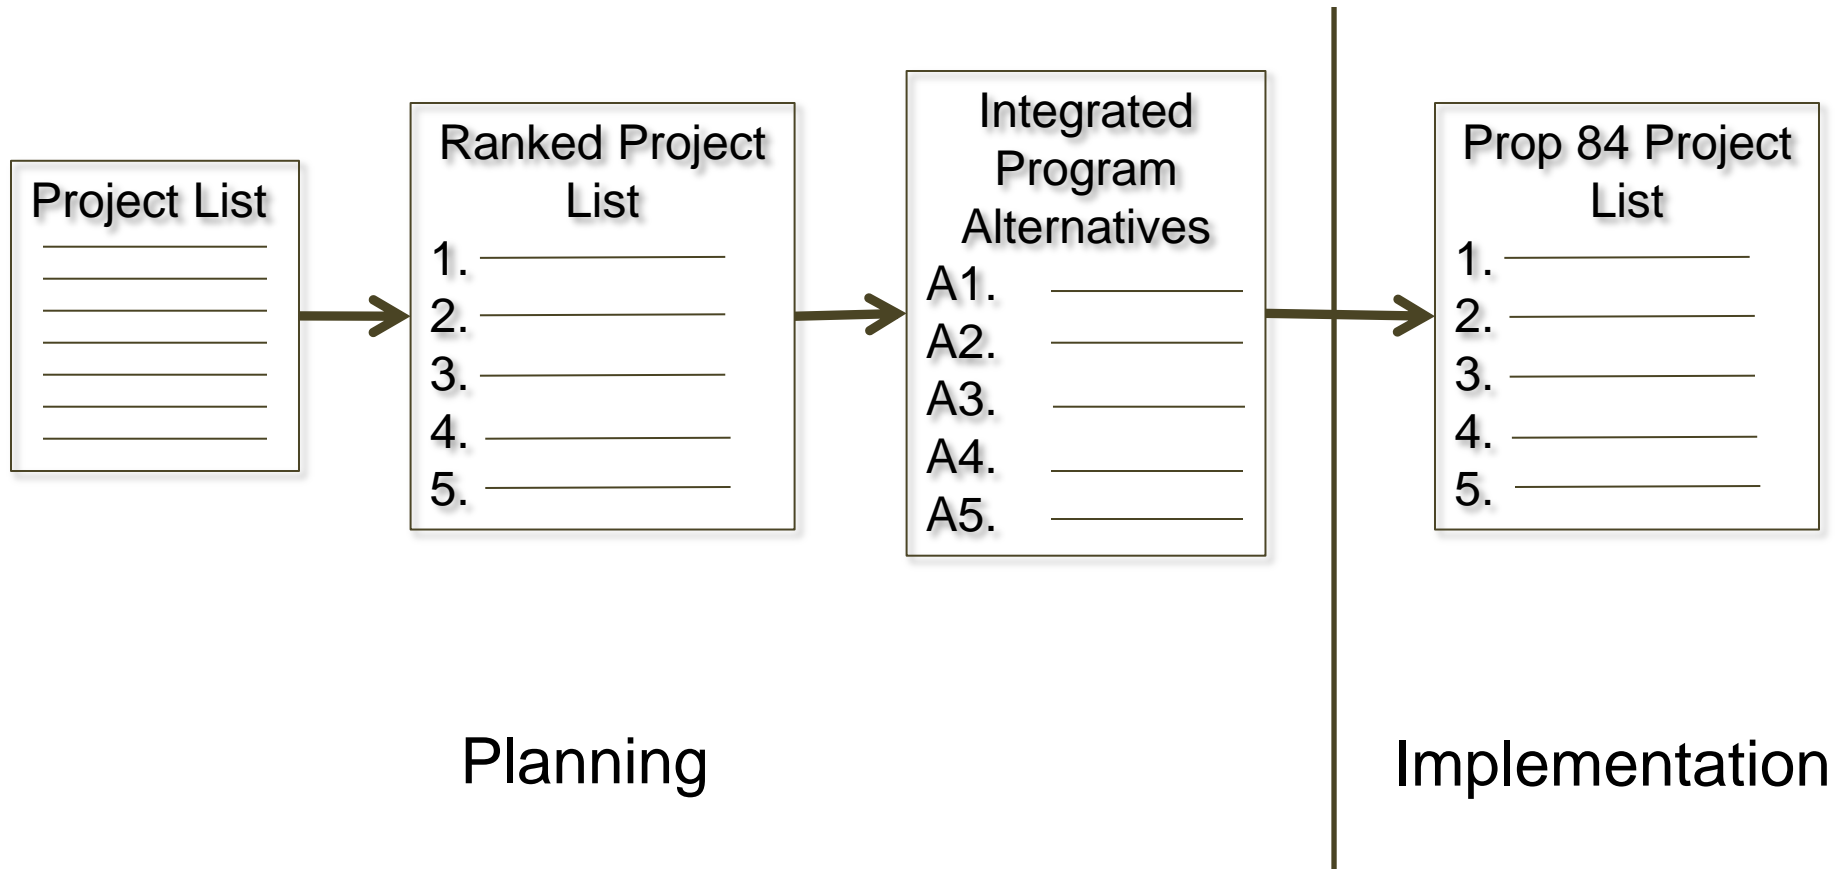 Project List
Ranked Project
List
1.
2.
3.
4.
5.
Integrated
Program
Alternatives
A1.
A2.
A3.
A4.
A5.
Prop 84 Project
List
1.
2.
3.
4.
5.
Planning
Implementation